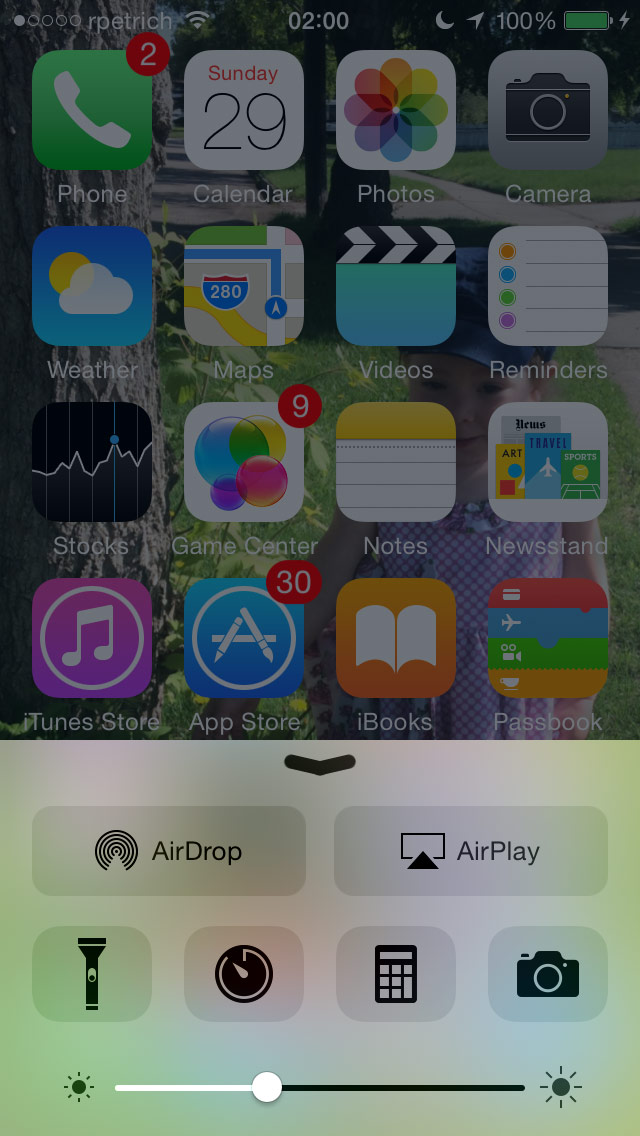 rpetrich 02:00 100%
2
Sunday
29
Phone Calendar Photos Camera
280
Weather Maps Videos Reminders
9
News
ART TRAVEL SPORTS
Stocks Game Center Notes Newsstand
30
iTunes Store App Store iBooks Passbook
AirDrop AirPlay